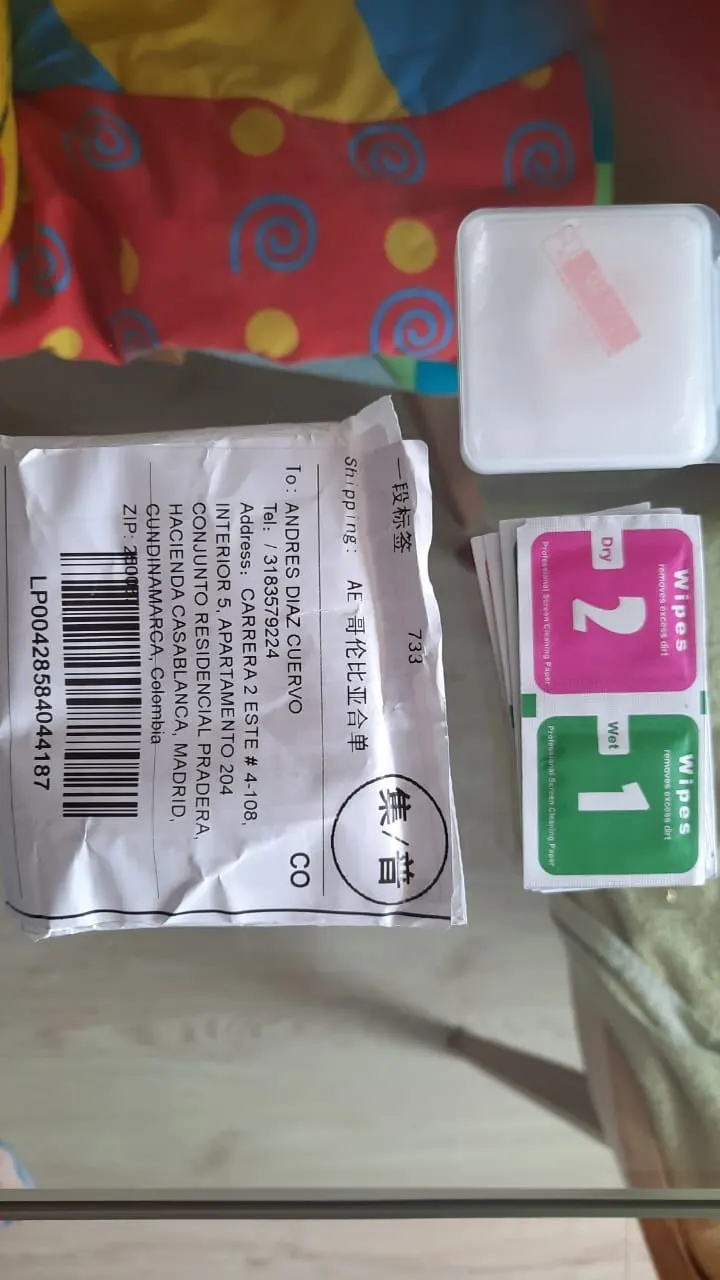 一段标签 733
Shipping: AE 哥伦比亚合单
集/普
To: ANDRES DIAZ CUERVO
CO
Tel: / 3183579224
Address: CARRERA 2 ESTE # 4-108,
INTERIOR 5, APARTAMENTO 204
CONJUNTO RESIDENCIAL PRADERA,
HACIENDA CASABLANCA, MADRID,
CUNDINAMARCA, Colombia
ZIP:
LP00428584044187
Wipes
removes excess dirt
Dry
2
Professional Screen Cleaning Paper
Wipes
removes excess dirt
Wet
1
Professional Screen Cleaning Paper